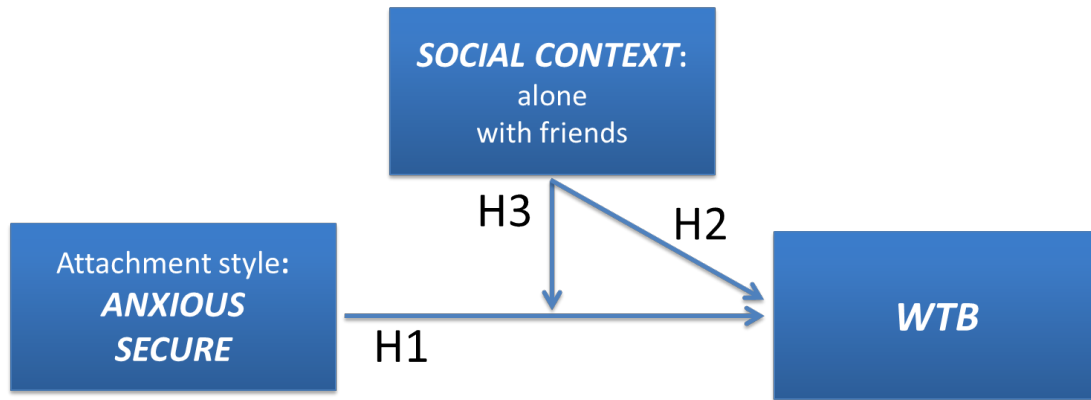 SOCIAL CONTEXT:
alone
with friends
H3
H2
Attachment style:
ANXIOUS
SECURE
H1
WTB